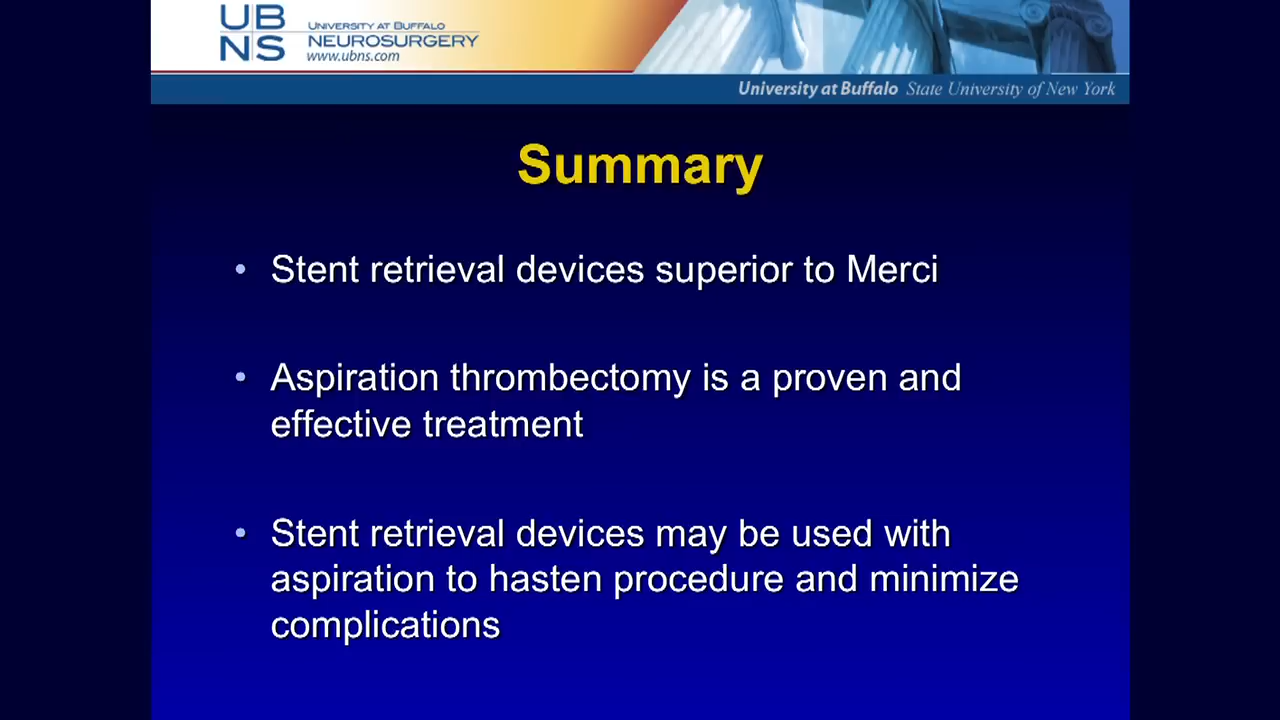 UB
NS
UNIVERSITY AT BUFFALO
NEUROSURGERY
www.ubns.com
University at Buffalo State University of New York
Summary
• Stent retrieval devices superior to Merci
• Aspiration thrombectomy is a proven and
effective treatment
• Stent retrieval devices may be used with
aspiration to hasten procedure and minimize
complications